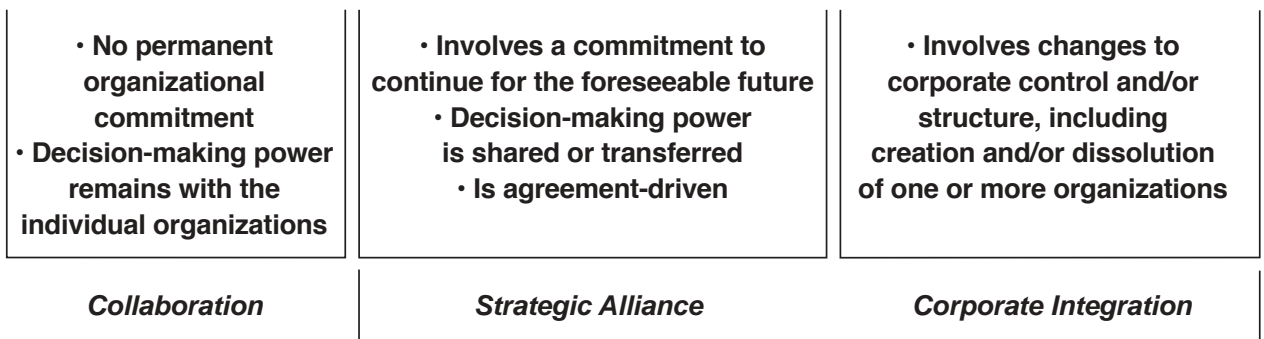 • No permanent
organizational
commitment
• Decision-making power
remains with the
individual organizations
• Involves a commitment to
continue for the foreseeable future
• Decision-making power
is shared or transferred
• Is agreement-driven
• Involves changes to
corporate control and/or
structure, including
creation and/or dissolution
of one or more organizations
Collaboration
Strategic Alliance
Corporate Integration